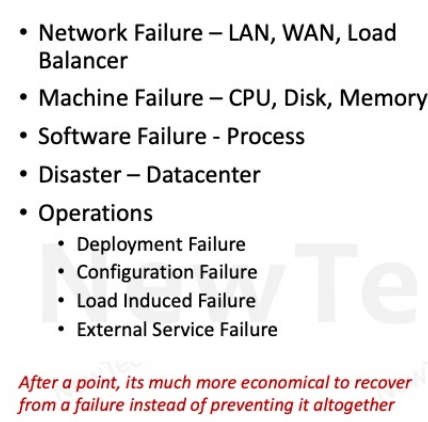 • Network Failure – LAN, WAN, Load
Balancer
• Machine Failure – CPU, Disk, Memory
• Software Failure - Process
• Disaster – Datacenter
• Operations
• Deployment Failure
• Configuration Failure
• Load Induced Failure
• External Service Failure
NewTe
After a point, its much more economical to recover
from a failure instead of preventing it altogether